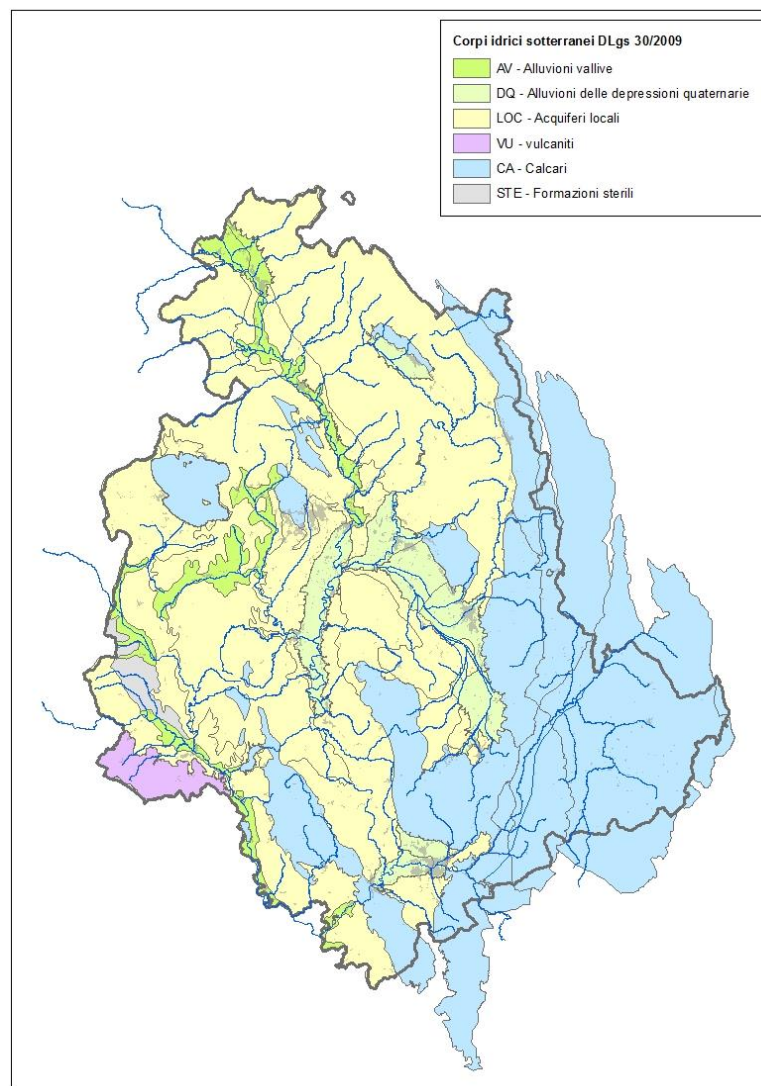 Corpi idrici sotterranei DLgs 30/2009
AV - Alluvioni vallive
DQ - Alluvioni delle depressioni quaternarie
LOC - Acquiferi locali
VU - vulcaniti
CA - Calcari
STE - Formazioni sterili